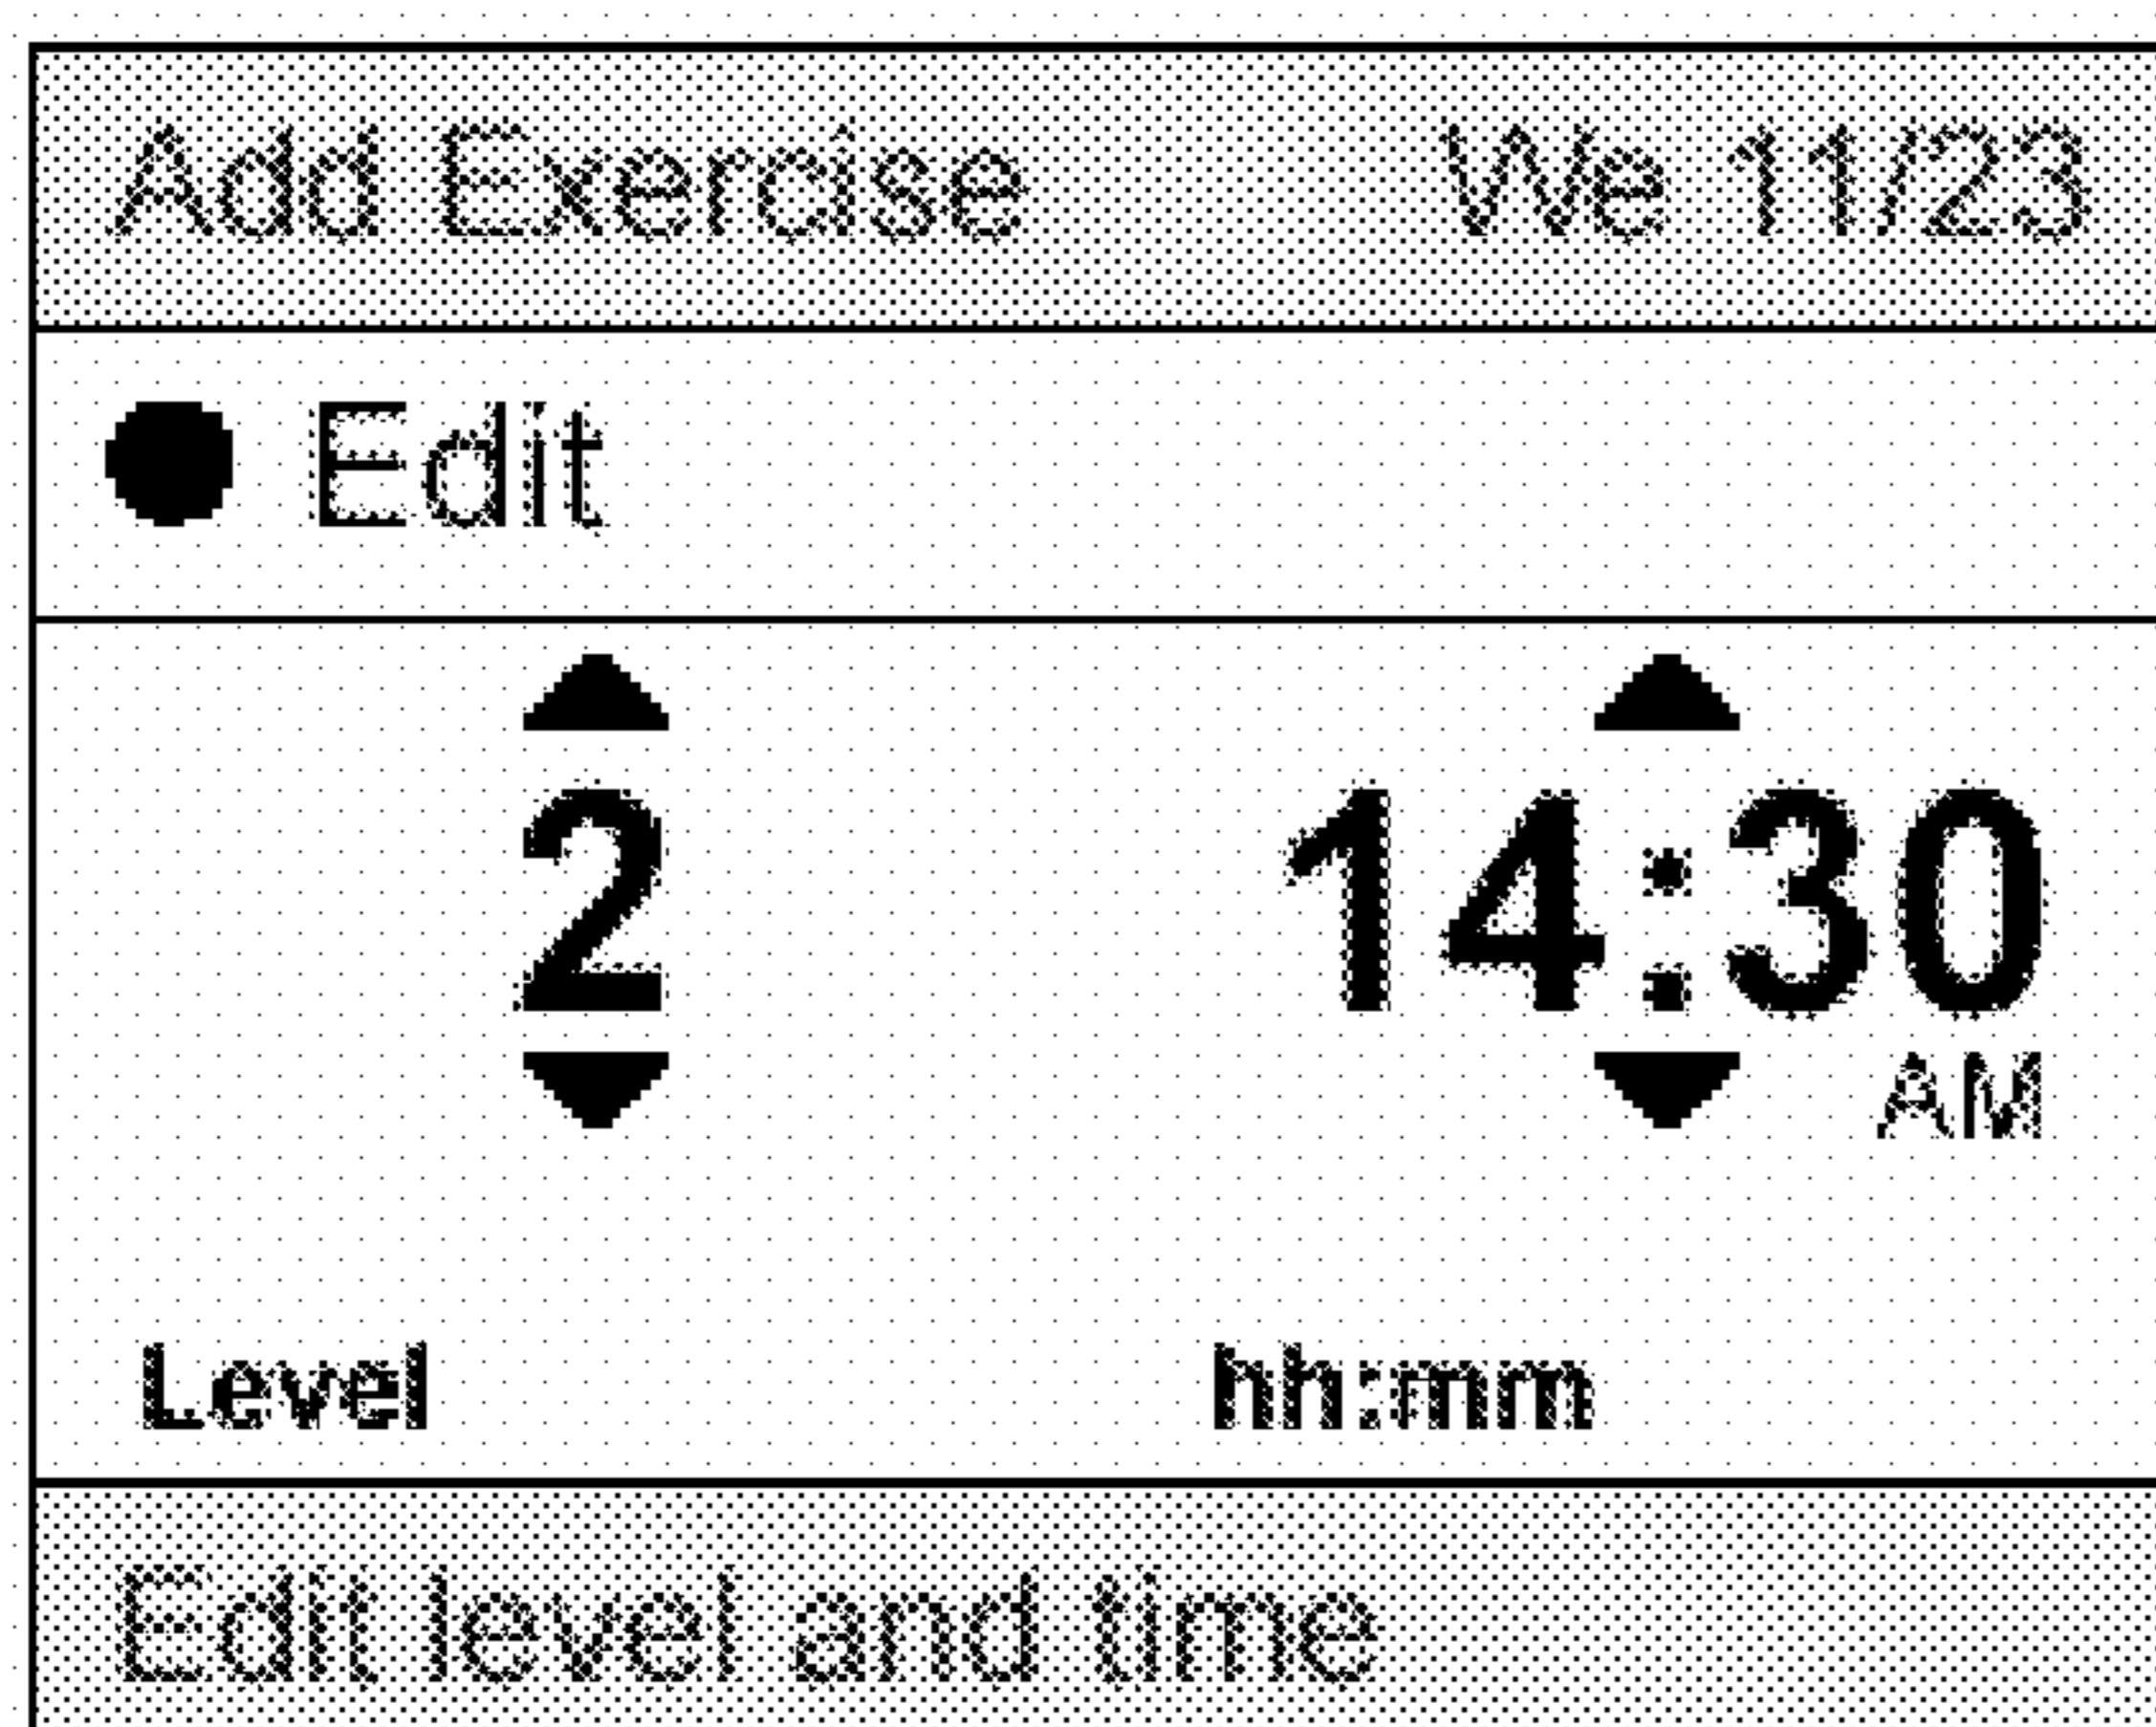 Add Exercise We 11/23
Edit
2 14:30
AM
Level hh:mm
Edit level and time